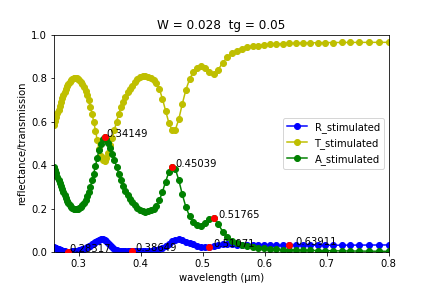 W = 0.028  tg = 0.05
reflectance/transmission
1.0
0.8
0.6
0.4
0.2
0.0
0.34149
0.45039
0.51765
0.63911
R_stimulated
T_stimulated
A_stimulated
0.3 0.4 0.5 0.6 0.7 0.8
wavelength (μm)